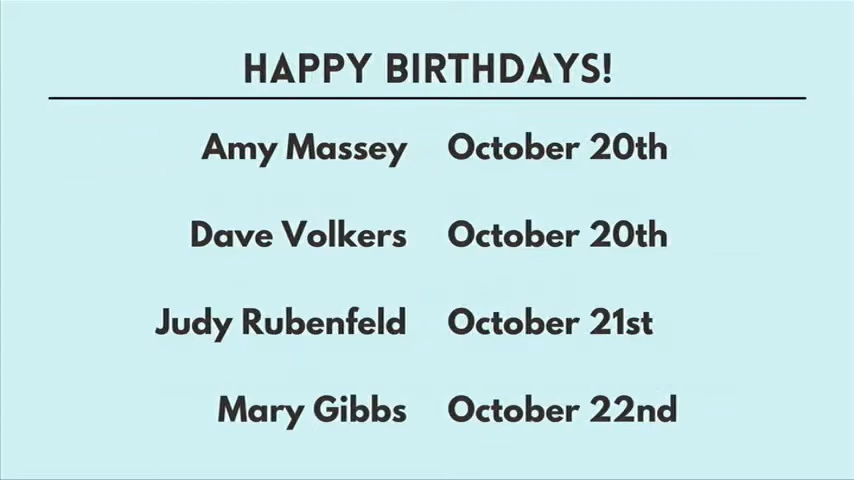 HAPPY BIRTHDAYS!
Amy Massey October 20th
Dave Volkers October 20th
Judy Rubenfeld October 21st
Mary Gibbs October 22nd